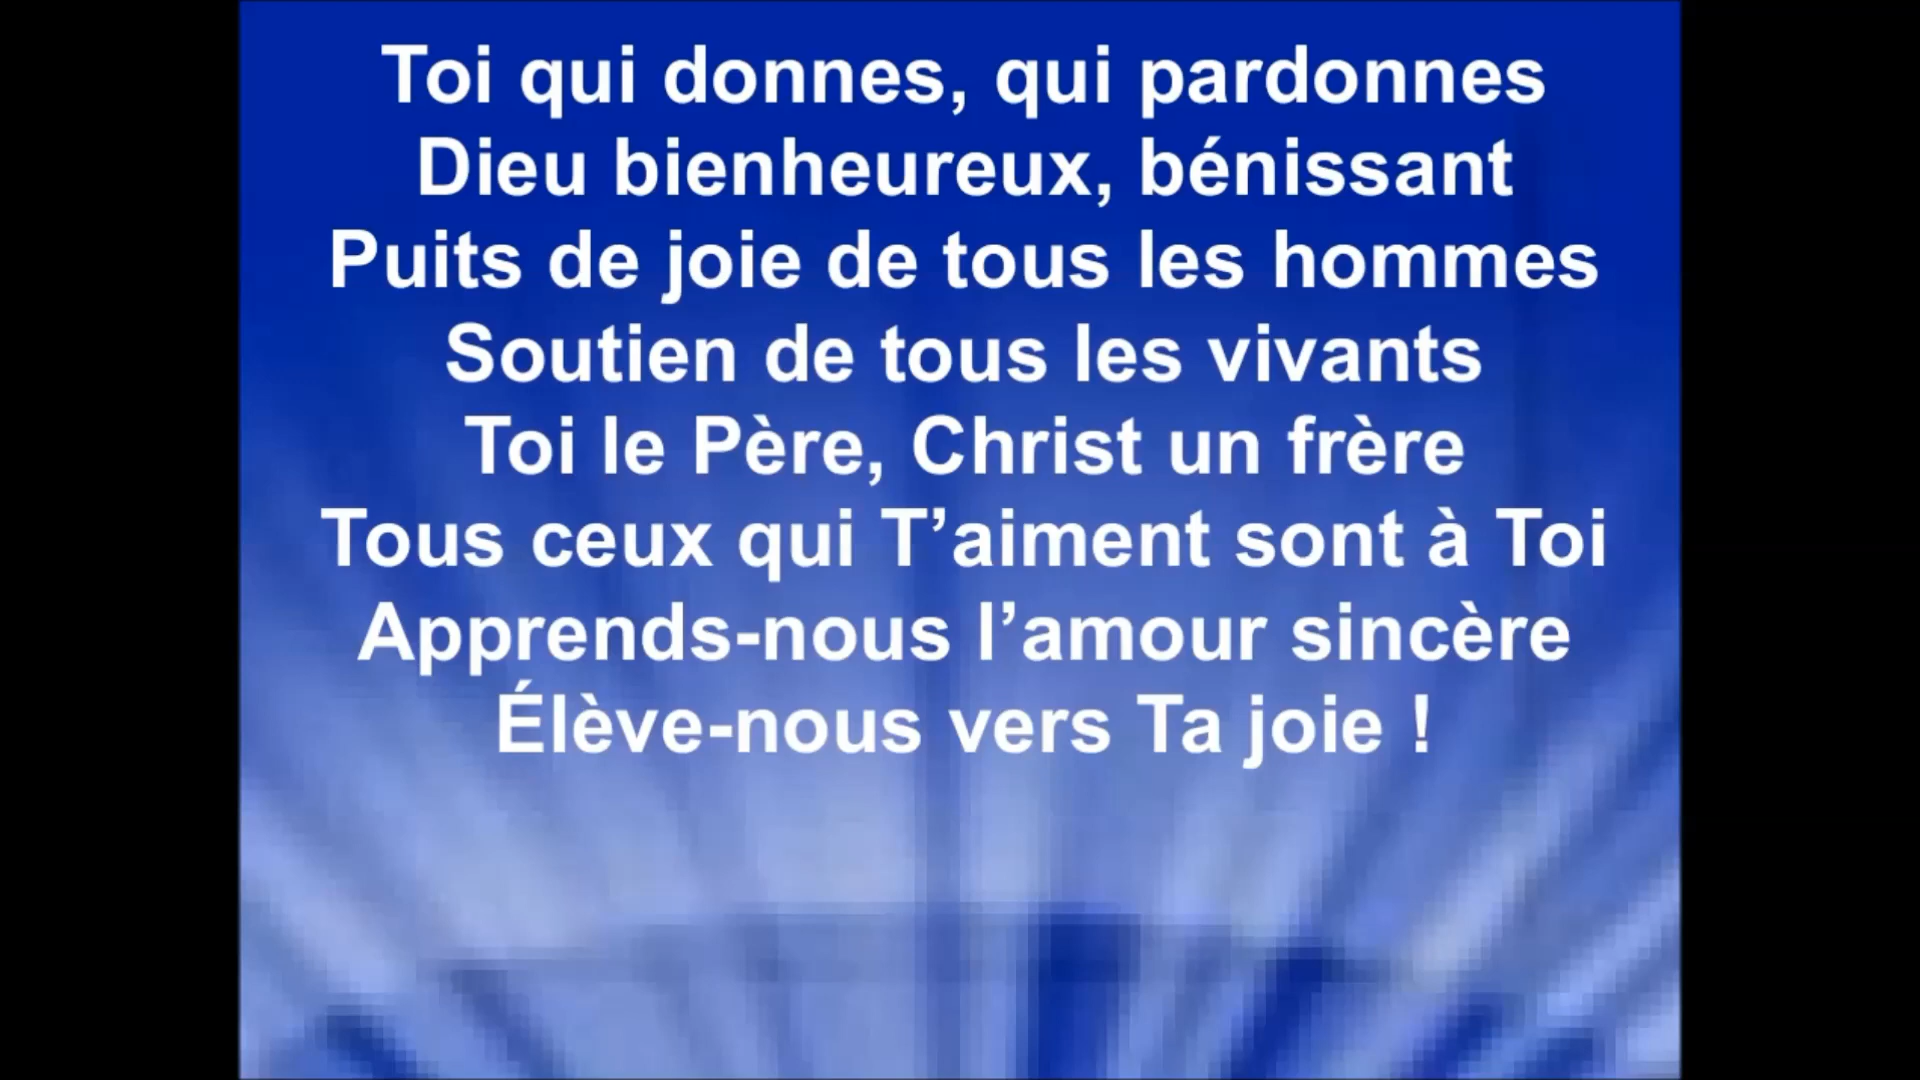 Toi qui donnes, qui pardonnes
Dieu bienheureux, bénissant
Puits de joie de tous les hommes
Soutien de tous les vivants
Toi le Père, Christ un frère
Tous ceux qui T’aiment sont à Toi
Apprends-nous l’amour sincère
Élève-nous vers Ta joie !